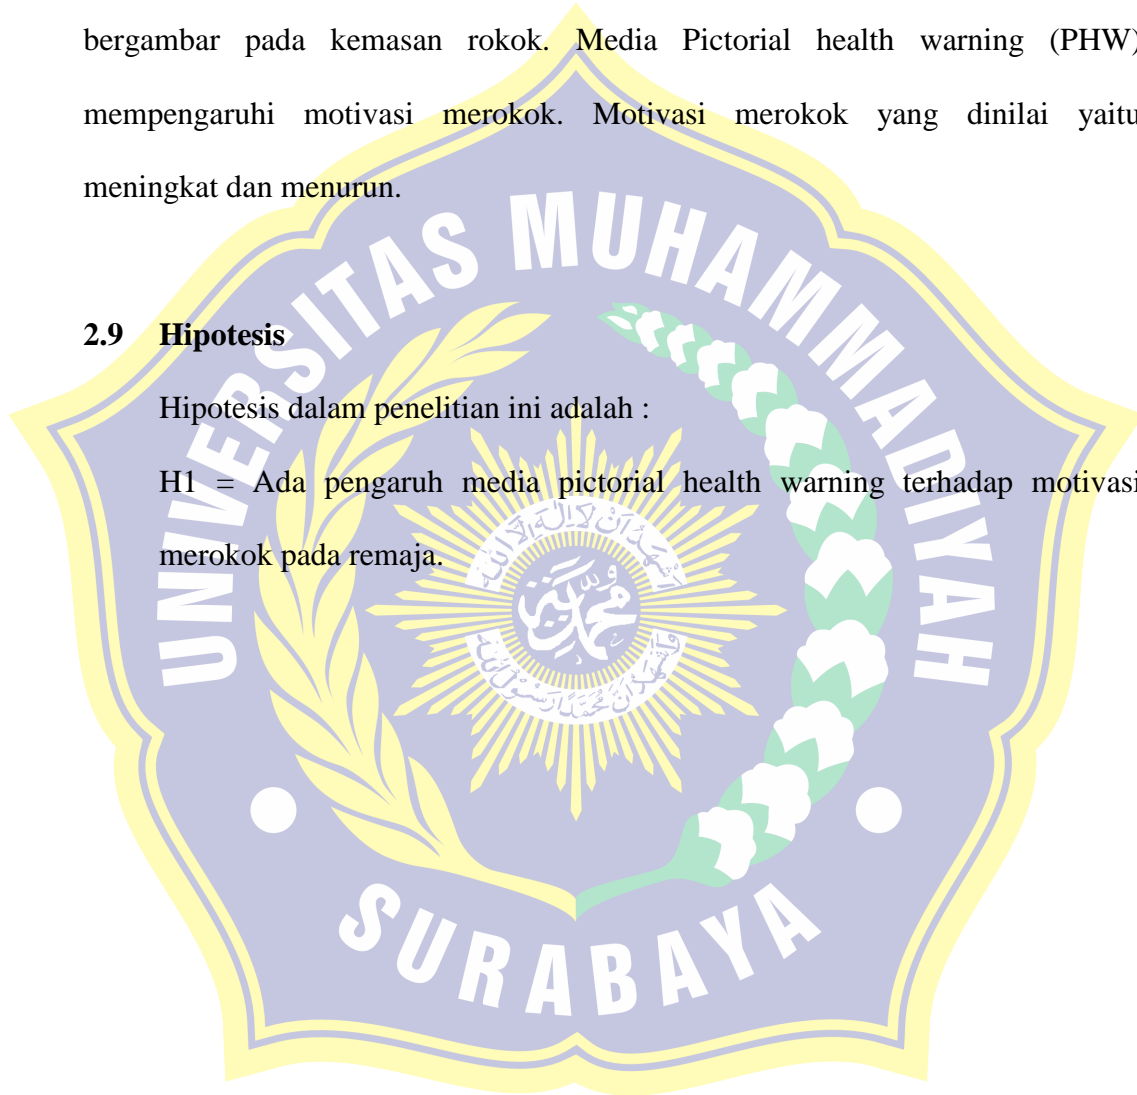 bergambar pada kemasan rokok. Media Pictorial health warning (PHW)
mempengaruhi motivasi merokok. Motivasi merokok yang dinilai yaitu
meningkat dan menurun.
2.9 Hipotesis
Hipotesis dalam penelitian ini adalah :
H1 = Ada pengaruh media pictorial health warning terhadap motivasi
merokok pada remaja.
UNIVERSITAS MUHAMMADIYAH
SURABAYA